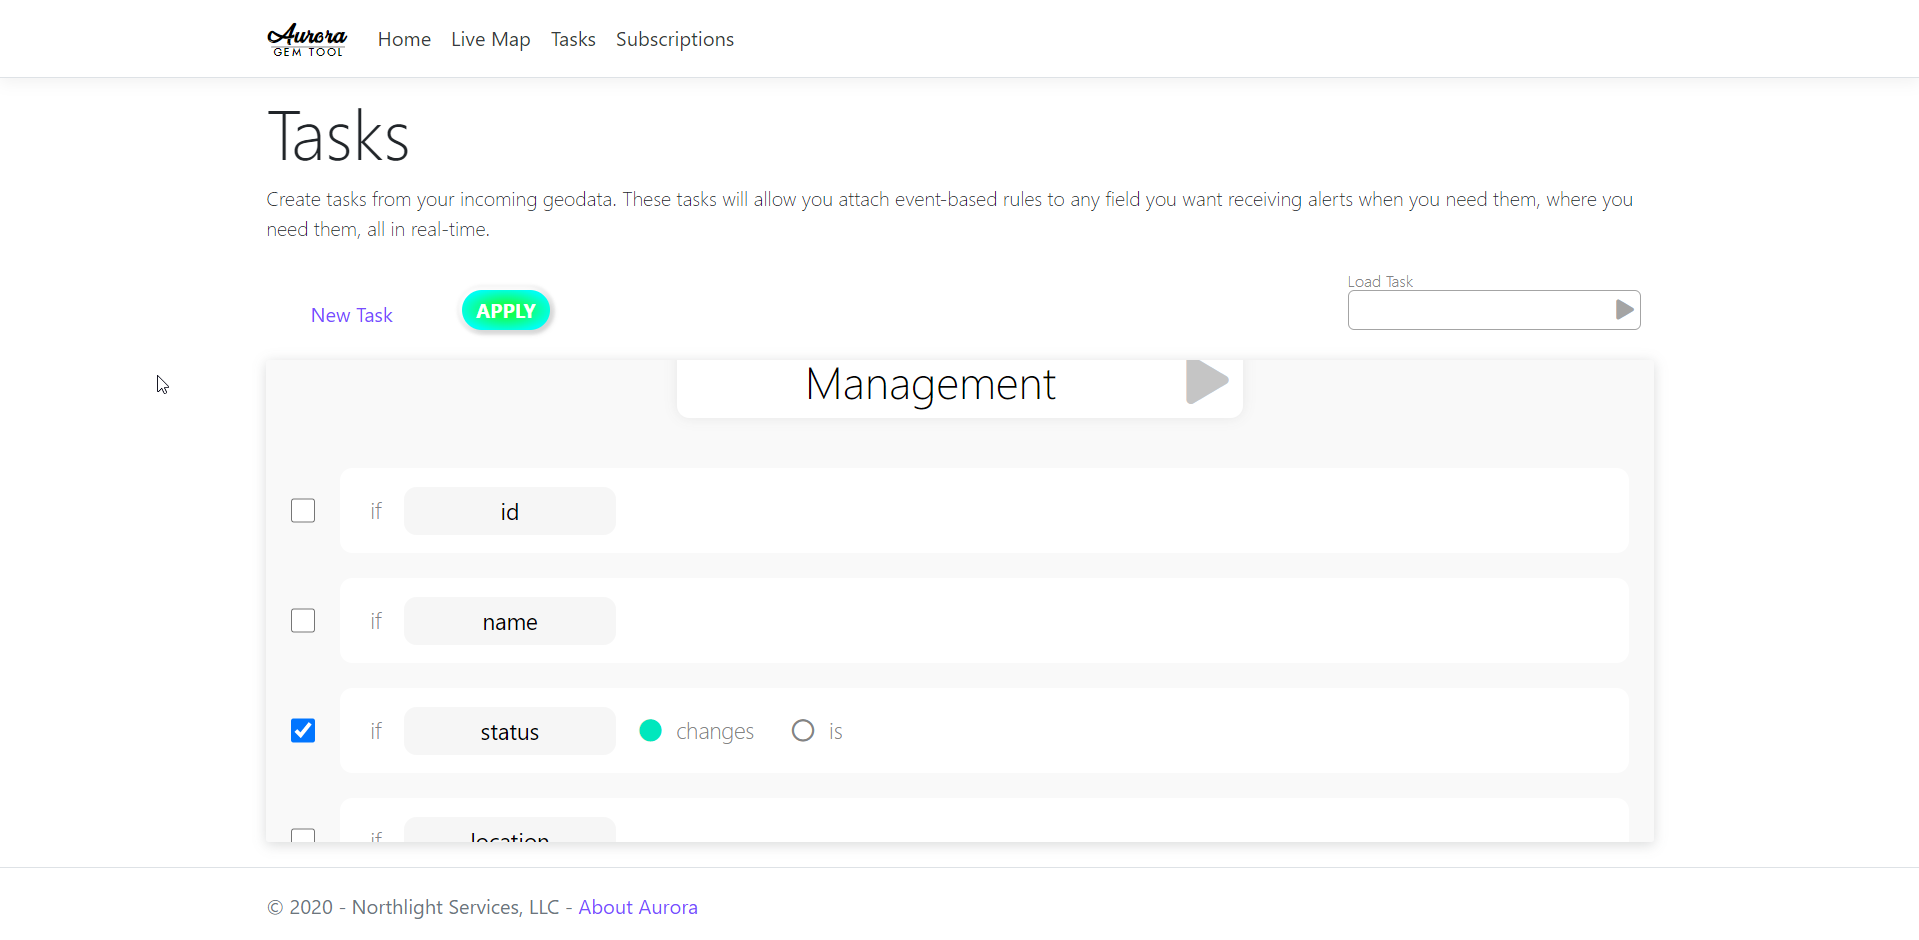 Aurora
GEM TOOL
Home Live Map Tasks Subscriptions
Tasks
Create tasks from your incoming geodata. These tasks will allow you attach event-based rules to any field you want receiving alerts when you need them, where you
need them, all in real-time.
Load Task
New Task APPLY
Management
if id
if name
if status changes is
if location
© 2020 - Northlight Services, LLC - About Aurora